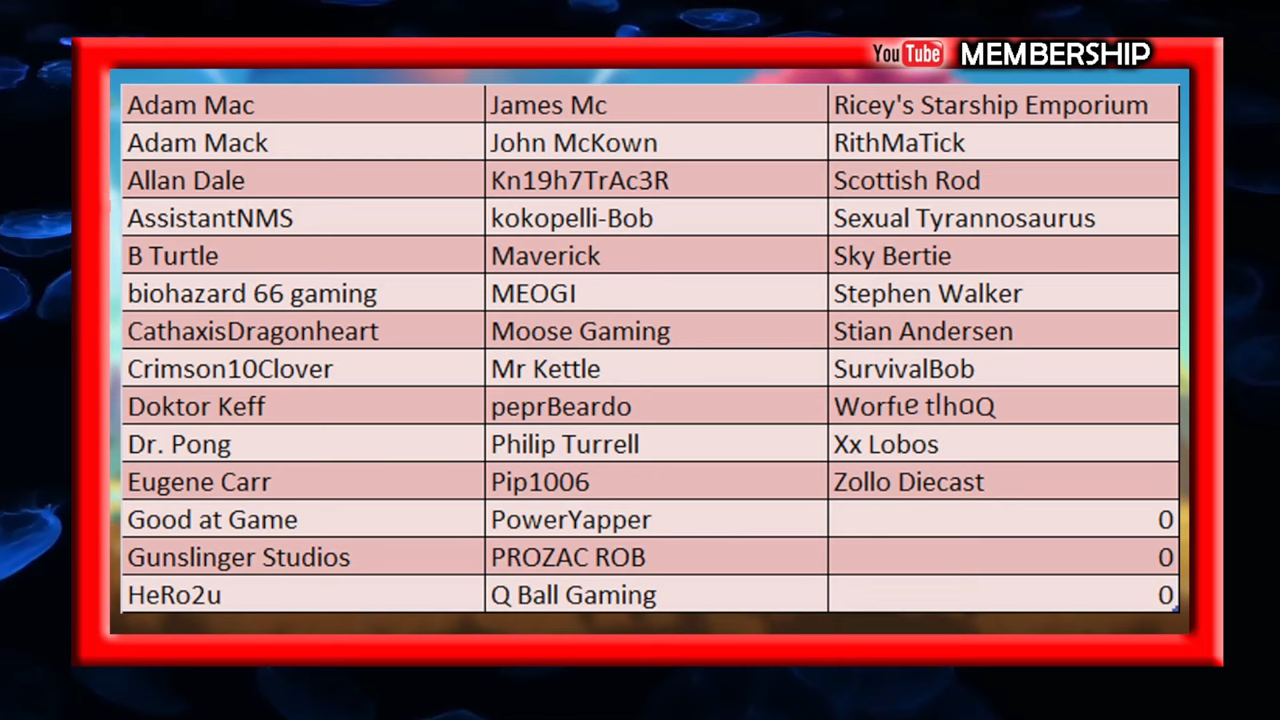 YouTube MEMBERSHIP
Adam Mac James Mc Ricey's Starship Emporium
Adam Mack John McKown RithMaTick
Allan Dale Kn19h7TrAc3R Scottish Rod
AssistantNMS kokopelli-Bob Sexual Tyrannosaurus
B Turtle Maverick Sky Bertie
biohazard 66 gaming MEOGI Stephen Walker
CathaxisDragonheart Moose Gaming Stian Andersen
Crimson10Clover Mr Kettle SurvivalBob
Doktor Keff peprBeardo
Dr. Pong Philip Turrell Xx Lobos
Eugene Carr Pip1006 Zollo Diecast
Good at Game PowerYapper 0
Gunslinger Studios PROZAC ROB 0
HeRo2u Q Ball Gaming 0